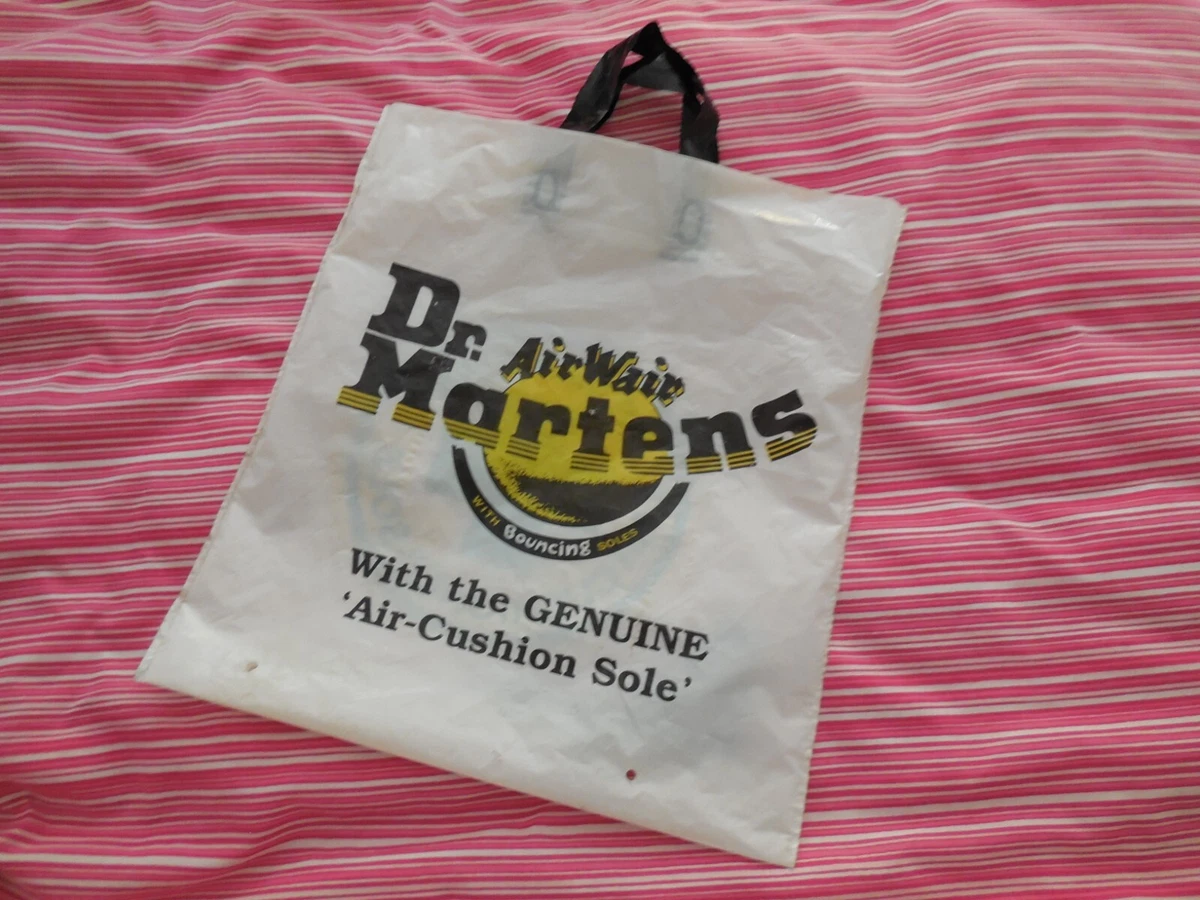 Dr.
AirWair
Martens
WITH Bouncing SOLES
With the GENUINE
‘Air-Cushion Sole’